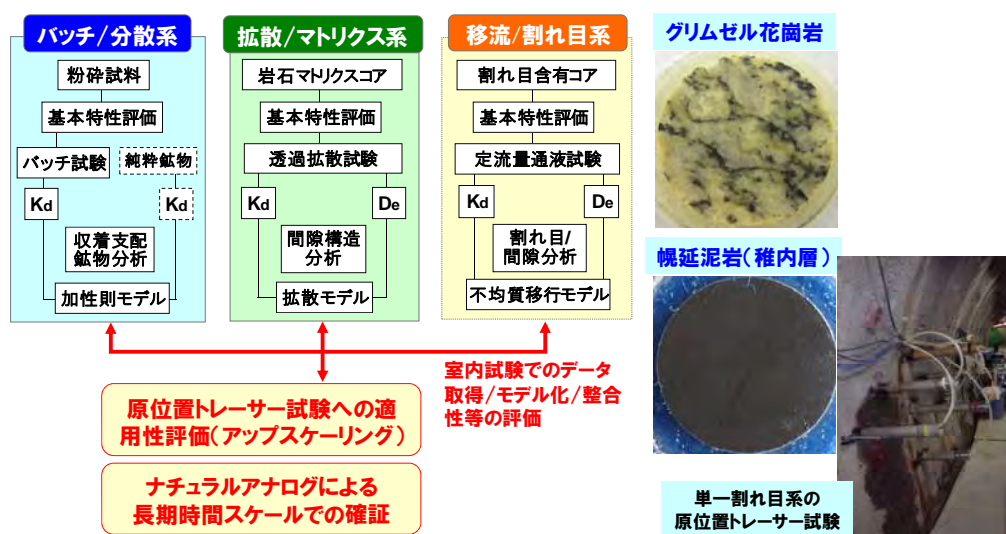 バッチ/分散系
粉砕試料
基本特性評価
バッチ試験
純粋鉱物
Kd
Kd
収着支配
鉱物分析
加性則モデル
拡散/マトリクス系
岩石マトリクスコア
基本特性評価
透過拡散試験
Kd
De
間隙構造
分析
拡散モデル
移流/割れ目系
割れ目含有コア
基本特性評価
定流量通液試験
Kd
De
割れ目/
間隙分析
不均質移行モデル
室内試験でのデータ
取得/モデル化/整合
性等の評価
原位置トレーサー試験への適
用性評価(アップスケーリング)
ナチュラルアナログによる
長期時間スケールでの確証
グリムゼル花崗岩
幌延泥岩(稚内層)
単一割れ目系の
原位置トレーサー試験